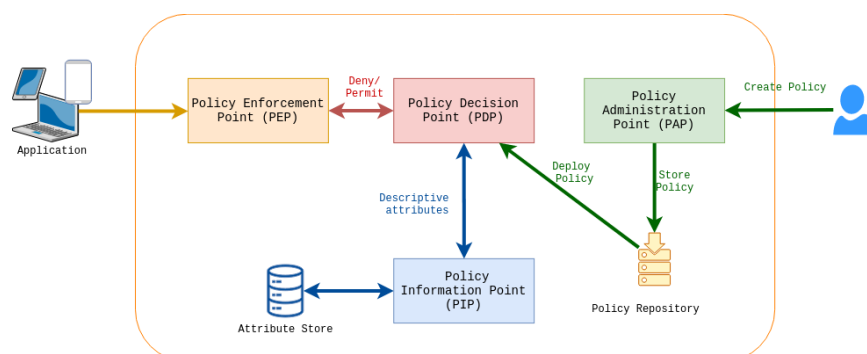 Deny/
Permit
Create Policy
Policy Enforcement
Point (PEP)
Policy Decision
Point (PDP)
Policy
Administration
Point (PAP)
Application
Deploy
Policy
Store
Policy
Descriptive
attributes
Policy
Information Point
(PIP)
Attribute Store
Policy Repository